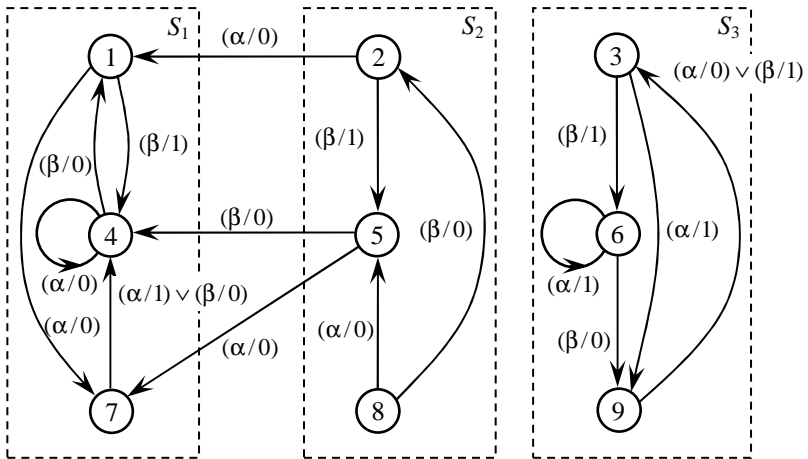 S₁
S₂
S₃
1
(α/0)
2
3
(α/0) ∨ (β/1)
(β/0)
(β/1)
(β/1)
(β/1)
4
(β/0)
5
(β/0)
6
(α/1)
(α/0)
(α/1) ∨ (β/0)
(α/1)
(α/0)
(α/0)
(α/0)
(β/0)
7
8
9